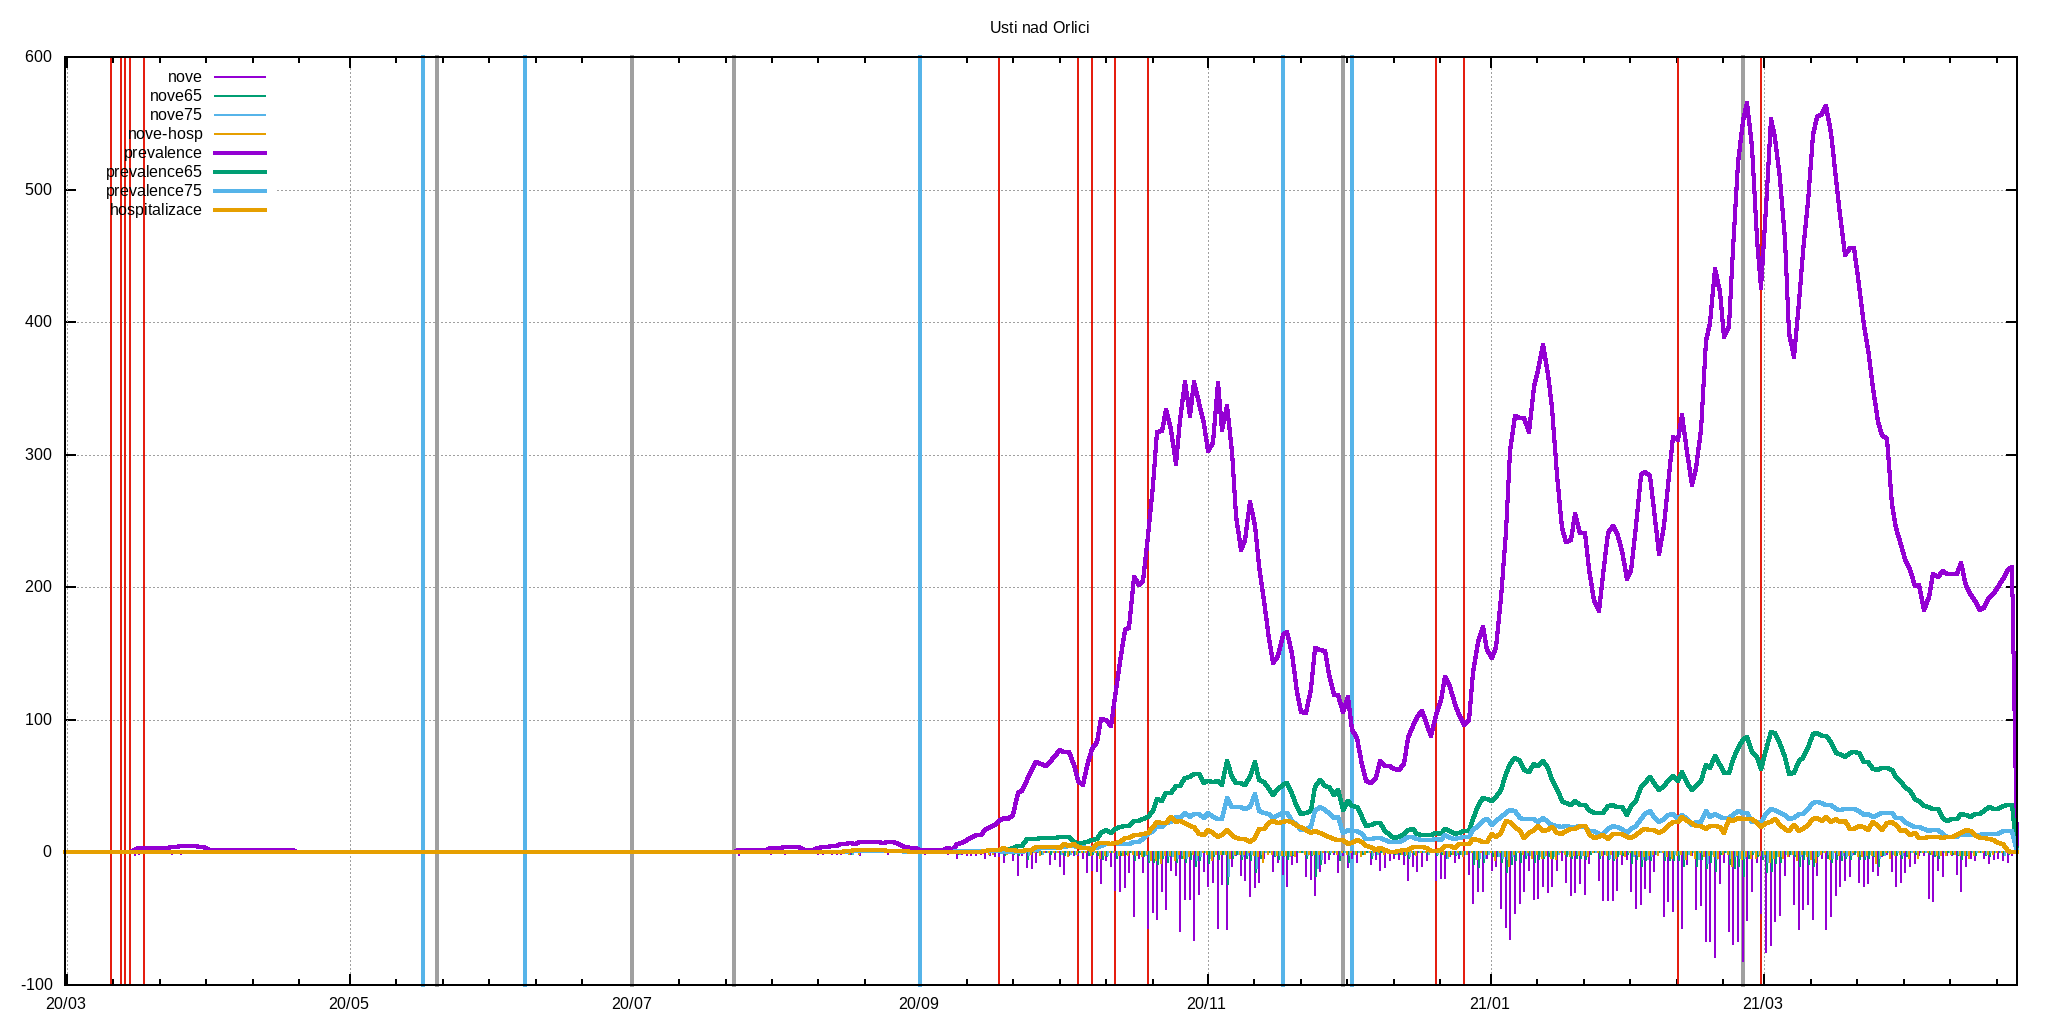 Usti nad Orlici
600
500
400
300
200
100
0
-100
nove
nove65
nove75
nove-hosp
prevalence
prevalence65
prevalence75
hospitalizace
20/03 20/05 20/07 20/09 20/11 21/01 21/03